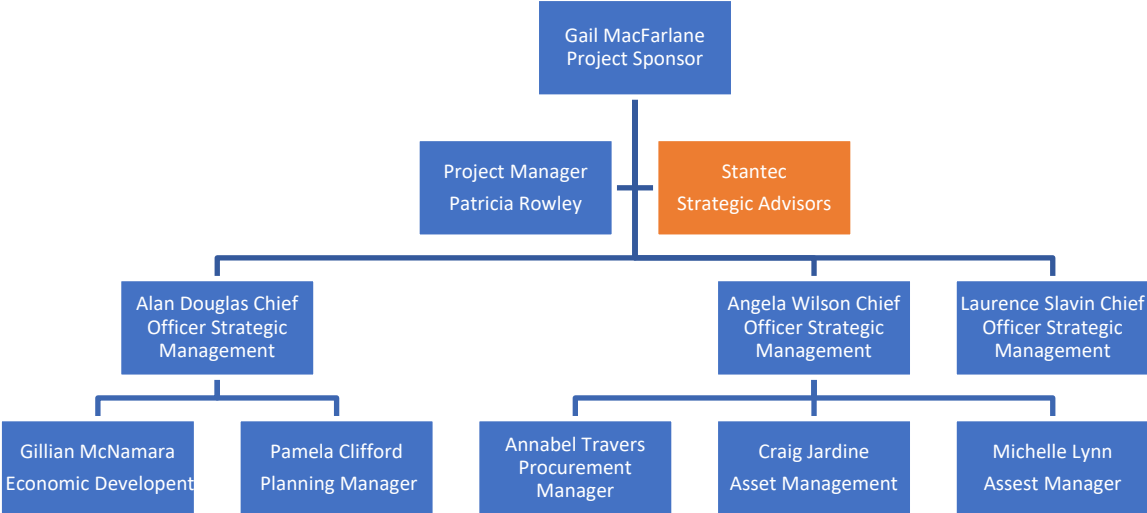 Gail MacFarlane
Project Sponsor
Project Manager
Patricia Rowley
Stantec
Strategic Advisors
Alan Douglas Chief
Officer Strategic
Management
Angela Wilson Chief
Officer Strategic
Management
Laurence Slavin Chief
Officer Strategic
Management
Gillian McNamara
Economic Developent
Pamela Clifford
Planning Manager
Annabel Travers
Procurement
Manager
Craig Jardine
Asset Management
Michelle Lynn
Assest Manager